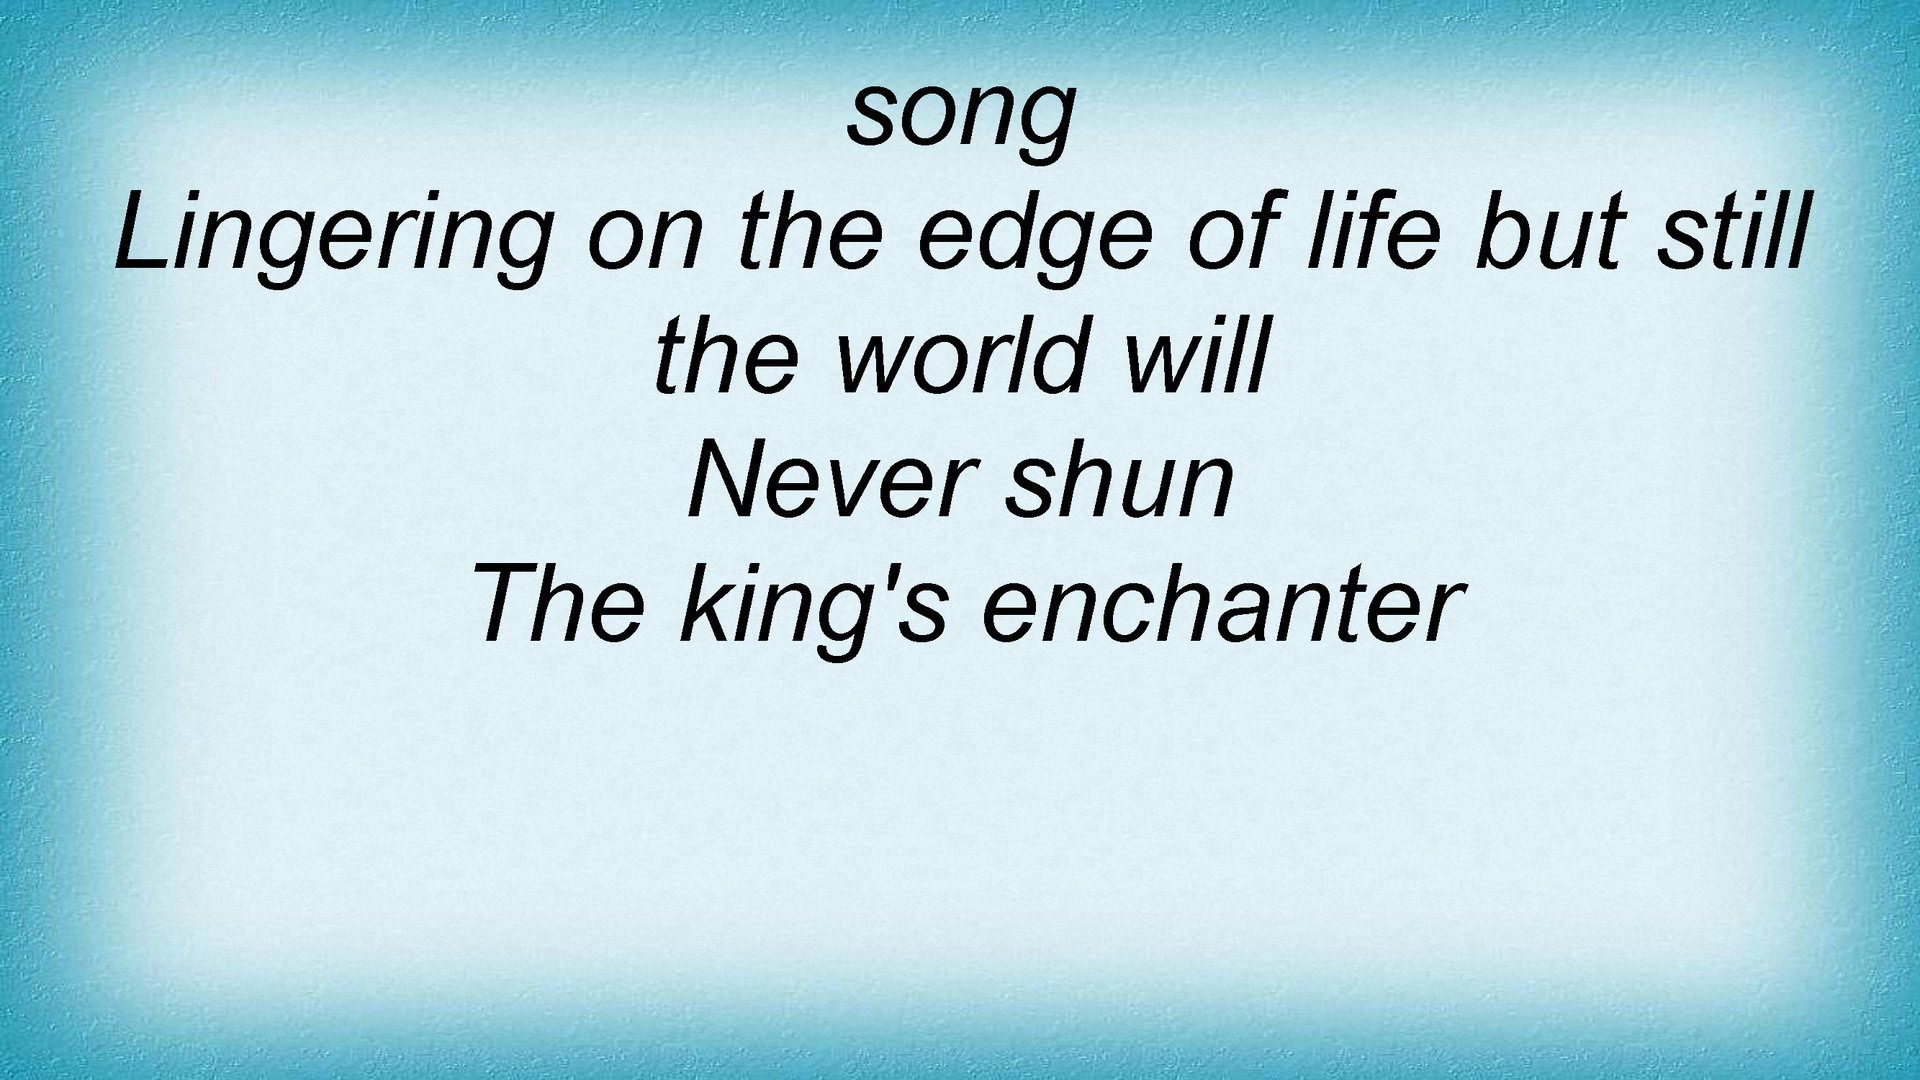 song
Lingering on the edge of life but still
the world will
Never shun
The king's enchanter